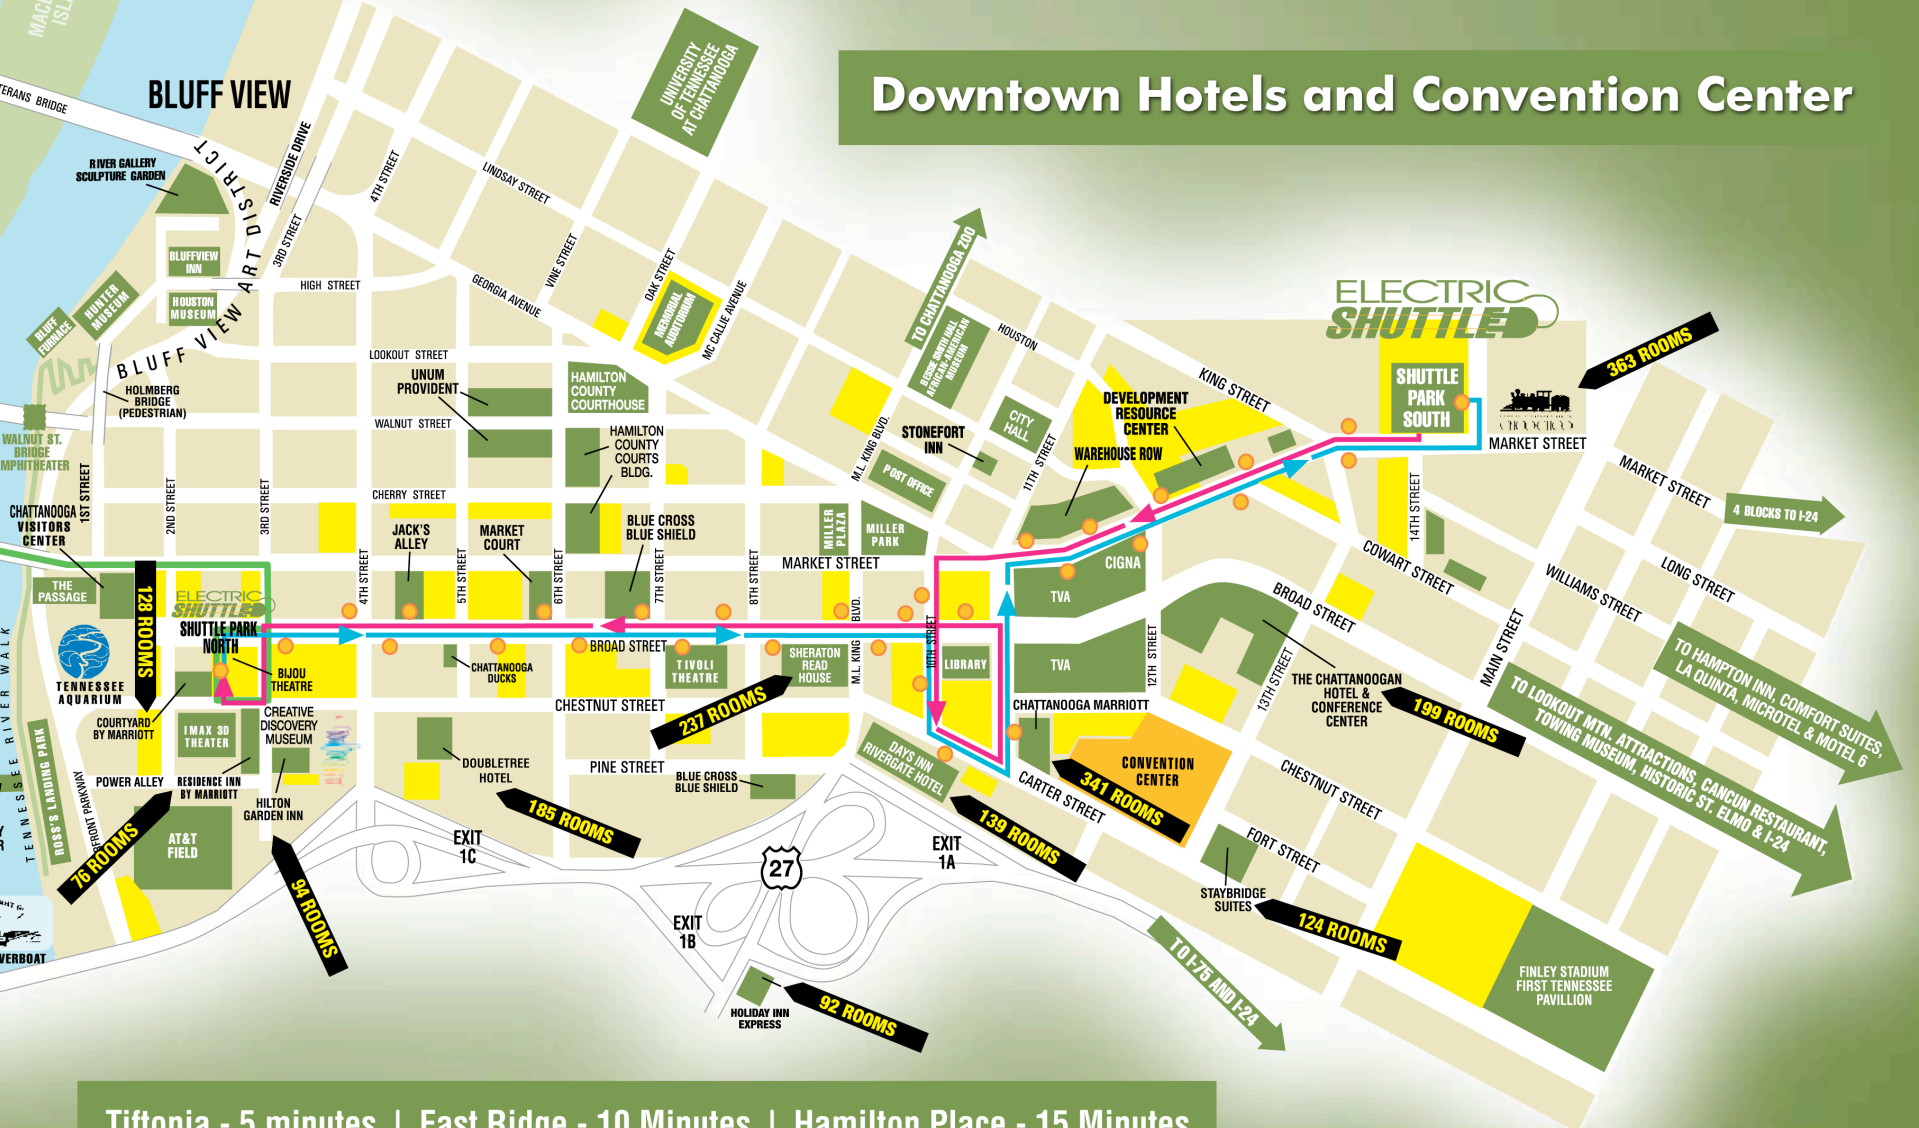 Downtown Hotels and Convention Center
BLUFF VIEW
TERANS BRIDGE
RIVER GALLERY
SCULPTURE GARDEN
BLUFF VIEW ART DISTRICT
RIVERSIDE DRIVE
3RD STREET
4TH STREET
HIGH STREET
BLUFFVIEW
INN
HOUSTON
MUSEUM
HUNTER
MUSEUM
BLUFF
FURNACE
HOLMBERG
BRIDGE
(PEDESTRIAN)
WALNUT ST.
BRIDGE
MPHITHEATER
UNIVERSITY
OF TENNESSEE
AT CHATTANOOGA
LINDSAY STREET
VINE STREET
GEORGIA AVENUE
OAK STREET
MEMORIAL
AUDITORIUM
MC CALLIE AVENUE
LOOKOUT STREET
UNUM
PROVIDENT
WALNUT STREET
HAMILTON
COUNTY
COURTHOUSE
HAMILTON
COUNTY
COURTS
BLDG.
CHERRY STREET
TO CHATTANOOGA ZOO
BESSIE SMITH HALL
AFRICAN-AMERICAN
MUSEUM
HOUSTON
CITY
HALL
STONEFORT
INN
M.L. KING BLVD.
POST OFFICE
11TH STREET
DEVELOPMENT
RESOURCE
CENTER
WAREHOUSE ROW
KING STREET
ELECTRIC
SHUTTLE
SHUTTLE
PARK
SOUTH
363 ROOMS
MARKET STREET
MARKET STREET
4 BLOCKS TO I-24
14TH STREET
COWART STREET
WILLIAMS STREET
LONG STREET
MAIN STREET
BROAD STREET
13TH STREET
12TH STREET
TO HAMPTON INN, COMFORT SUITES,
LA QUINTA, MICROTEL & MOTEL 6
TO LOOKOUT MTN. ATTRACTIONS, CANCUN RESTAURANT,
TOWING MUSEUM, HISTORIC ST. ELMO & I-24
THE CHATTANOOGAN
HOTEL &
CONFERENCE
CENTER
199 ROOMS
CHATTANOOGA
VISITORS
CENTER
1ST STREET
2ND STREET
3RD STREET
THE
PASSAGE
128 ROOMS
ELECTRIC
SHUTTLE
SHUTTLE PARK
NORTH
TENNESSEE
AQUARIUM
BIJOU
THEATRE
COURTYARD
BY MARRIOTT
IMAX 3D
THEATER
CREATIVE
DISCOVERY
MUSEUM
POWER ALLEY
RESIDENCE INN
BY MARRIOTT
HILTON
GARDEN INN
AT&T
FIELD
76 ROOMS
94 ROOMS
TENNESSEE RIVER WALK
ROSS'S LANDING PARK
VERBOAT
JACK'S
ALLEY
MARKET
COURT
BLUE CROSS
BLUE SHIELD
4TH STREET
5TH STREET
6TH STREET
7TH STREET
8TH STREET
MILLER
PLAZA
MILLER
PARK
MARKET STREET
M.L. KING BLVD.
10TH STREET
CIGNA
TVA
TVA
LIBRARY
BROAD STREET
CHATTANOOGA
DUCKS
TIVOLI
THEATRE
SHERATON
READ
HOUSE
237 ROOMS
CHESTNUT STREET
DOUBLETREE
HOTEL
185 ROOMS
PINE STREET
BLUE CROSS
BLUE SHIELD
DAYS INN
RIVERGATE HOTEL
139 ROOMS
CHATTANOOGA MARRIOTT
CONVENTION
CENTER
341 ROOMS
CARTER STREET
CHESTNUT STREET
FORT STREET
STAYBRIDGE
SUITES
124 ROOMS
FINLEY STADIUM
FIRST TENNESSEE
PAVILLION
EXIT
1C
EXIT
1B
EXIT
1A
27
HOLIDAY INN
EXPRESS
92 ROOMS
TO I-75 AND I-24
Tiftonia - 5 minutes | East Ridge - 10 Minutes | Hamilton Place - 15 Minutes